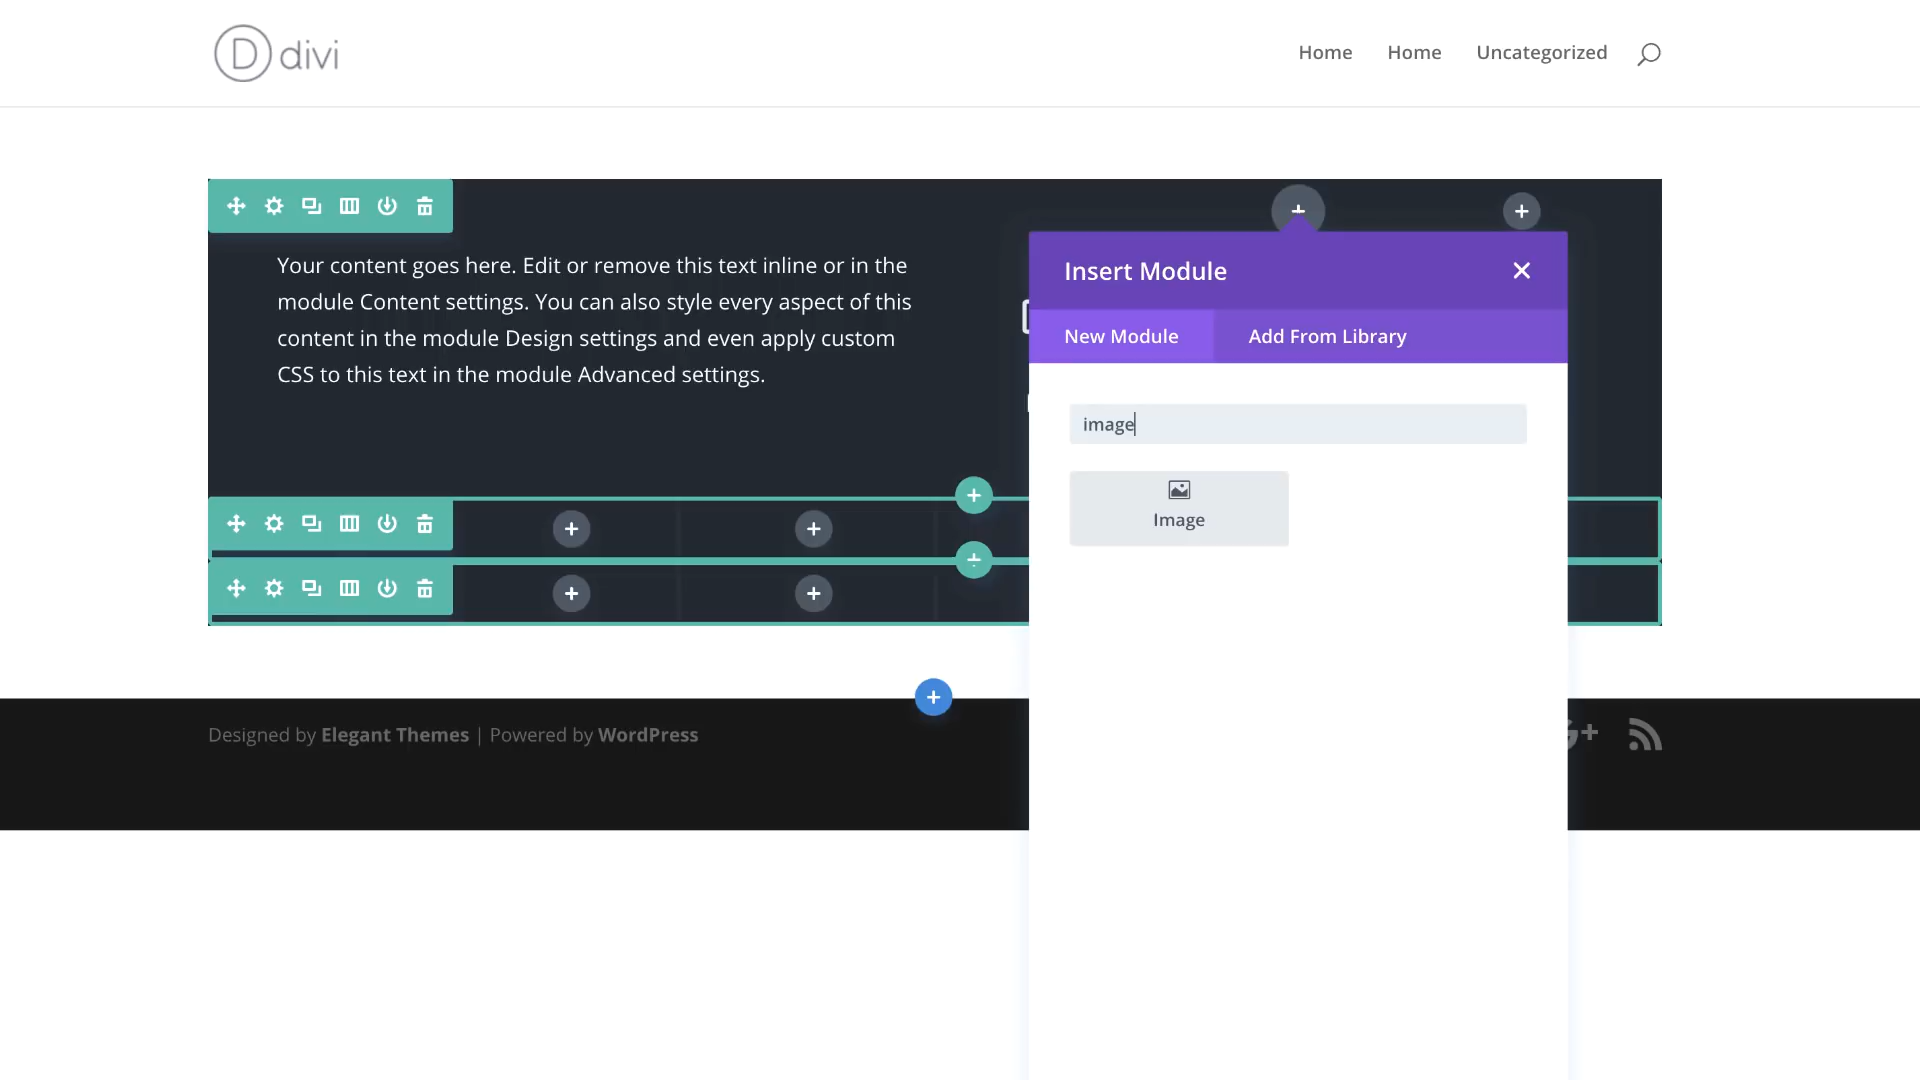 D divi
Home
Home
Uncategorized
Your content goes here. Edit or remove this text inline or in the
module Content settings. You can also style every aspect of this
content in the module Design settings and even apply custom
CSS to this text in the module Advanced settings.
Insert Module
New Module
Add From Library
image
Image
Designed by Elegant Themes | Powered by WordPress